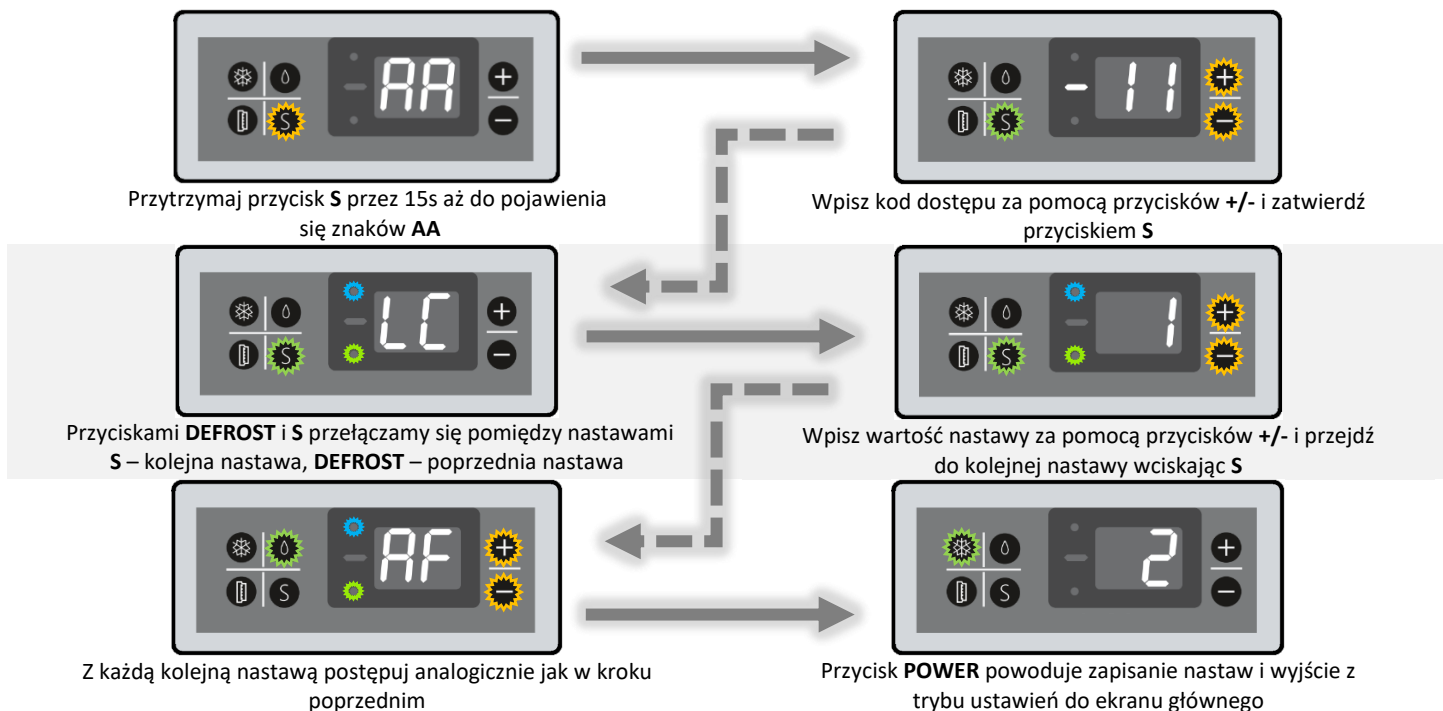 AA
S
- 11
S
Przytrzymaj przycisk S przez 15s aż do pojawienia
się znaków AA
Wpisz kod dostępu za pomocą przycisków +/- i zatwierdź
przyciskiem S
LC
S
1
S
Przyciskami DEFROST i S przełączamy się pomiędzy nastawami
S – kolejna nastawa, DEFROST – poprzednia nastawa
Wpisz wartość nastawy za pomocą przycisków +/- i przejdź
do kolejnej nastawy wciskając S
AF
S
2
S
Z każdą kolejną nastawą postępuj analogicznie jak w kroku
poprzednim
Przycisk POWER powoduje zapisanie nastaw i wyjście z
trybu ustawień do ekranu głównego